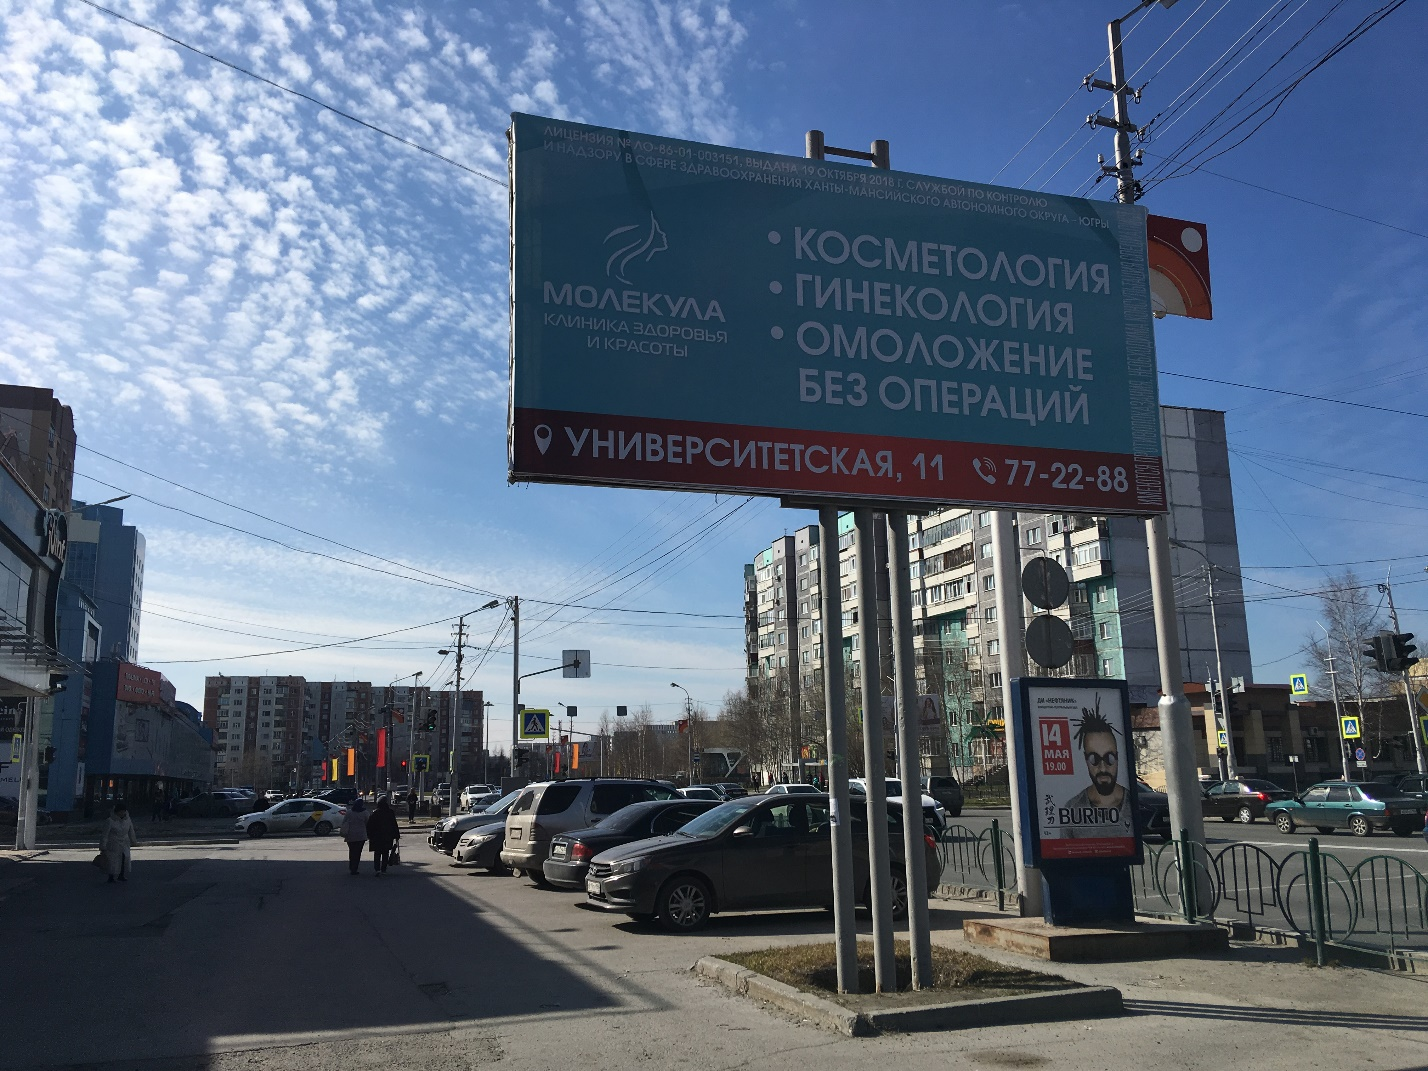 ЛИЦЕНЗИЯ № ЛО-86-01-003151, ВЫДАНА 19 ОКТЯБРЯ 2018 Г. СЛУЖБОЙ ПО КОНТРОЛЮ
И НАДЗОРУ В СФЕРЕ ЗДРАВООХРАНЕНИЯ ХАНТЫ-МАНСИЙСКОГО АВТОНОМНОГО ОКРУГА - ЮГРЫ
МОЛЕКУЛА
КЛИНИКА ЗДОРОВЬЯ
И КРАСОТЫ
• КОСМЕТОЛОГИЯ
• ГИНЕКОЛОГИЯ
• ОМОЛОЖЕНИЕ
БЕЗ ОПЕРАЦИЙ
УНИВЕРСИТЕТСКАЯ, 11
77-22-88
ДИ «НЕФТЯНИК»
14
МАЯ
19.00
BURITO